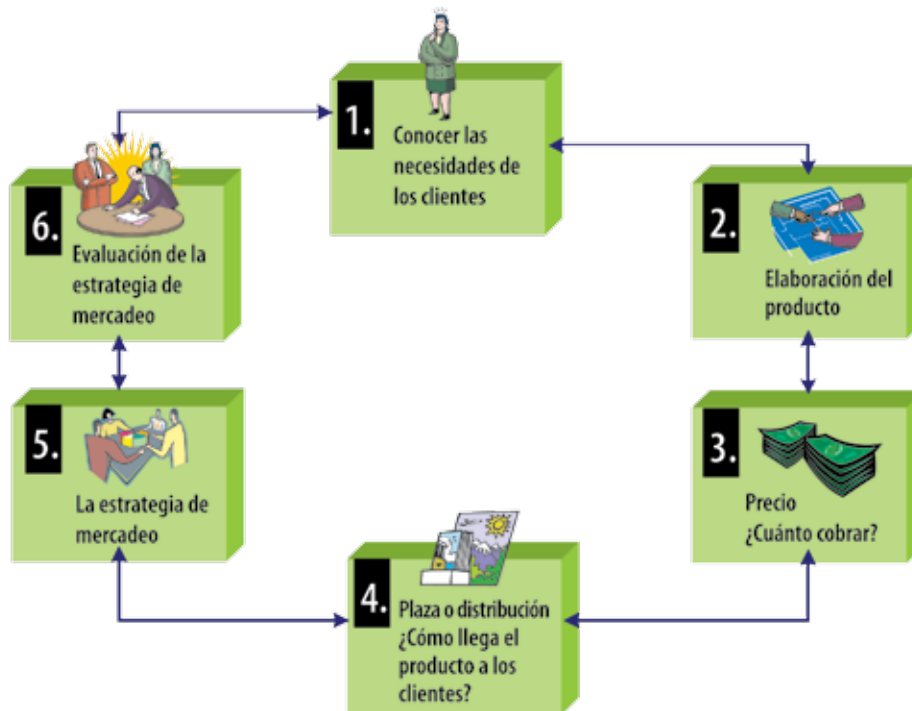 1.
Conocer las
necesidades de
los clientes
2.
Elaboración del
producto
3.
Precio
¿Cuánto cobrar?
4.
Plaza o distribución
¿Cómo llega el
producto a los
clientes?
5.
La estrategia de
mercadeo
6.
Evaluación de la
estrategia de
mercadeo